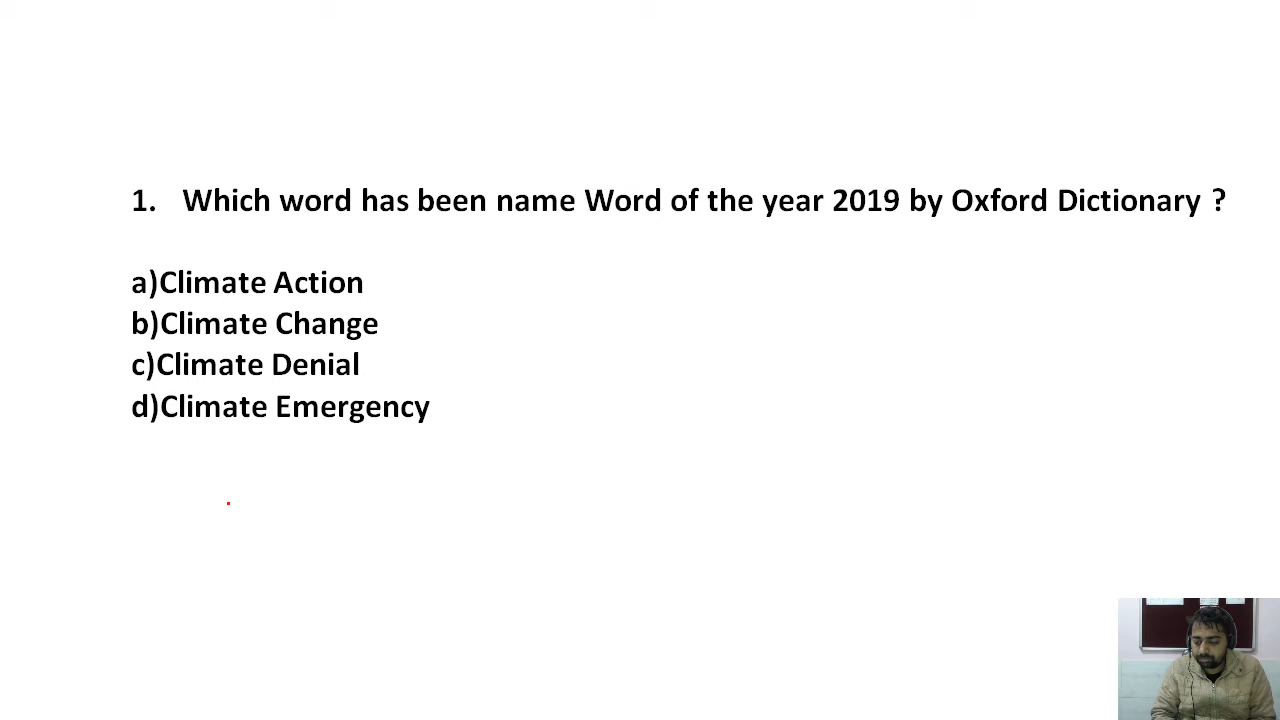 1. Which word has been name Word of the year 2019 by Oxford Dictionary ?
a)Climate Action
b)Climate Change
c)Climate Denial
d)Climate Emergency